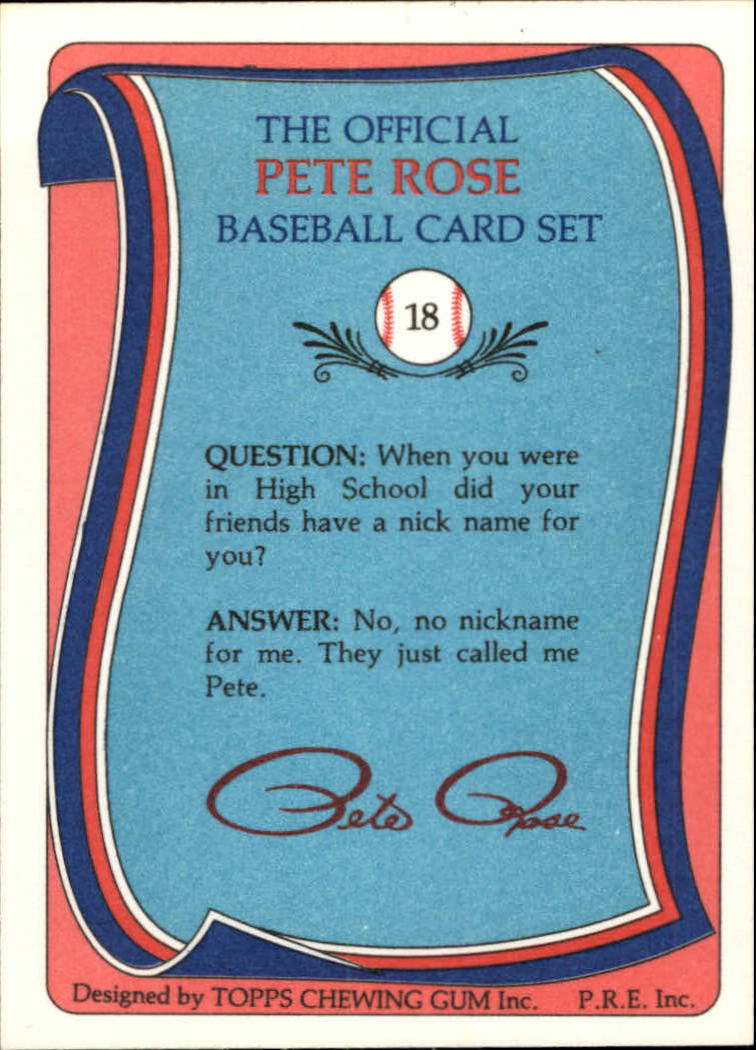 THE OFFICIAL
PETE ROSE
BASEBALL CARD SET
18
QUESTION: When you were
in High School did your
friends have a nick name for
you?
ANSWER: No, no nickname
for me. They just called me
Pete.
Pete Rose
Designed by TOPPS CHEWING GUM Inc. P.R.E. Inc.